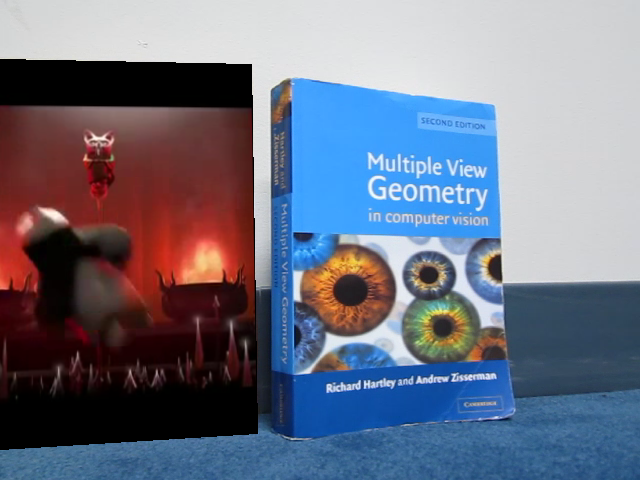 SECOND EDITION
Multiple View
Geometry
in computer vision
Richard Hartley and Andrew Zisserman
CAMBRIDGE
Hartley and
Zisserman
Multiple View Geometry